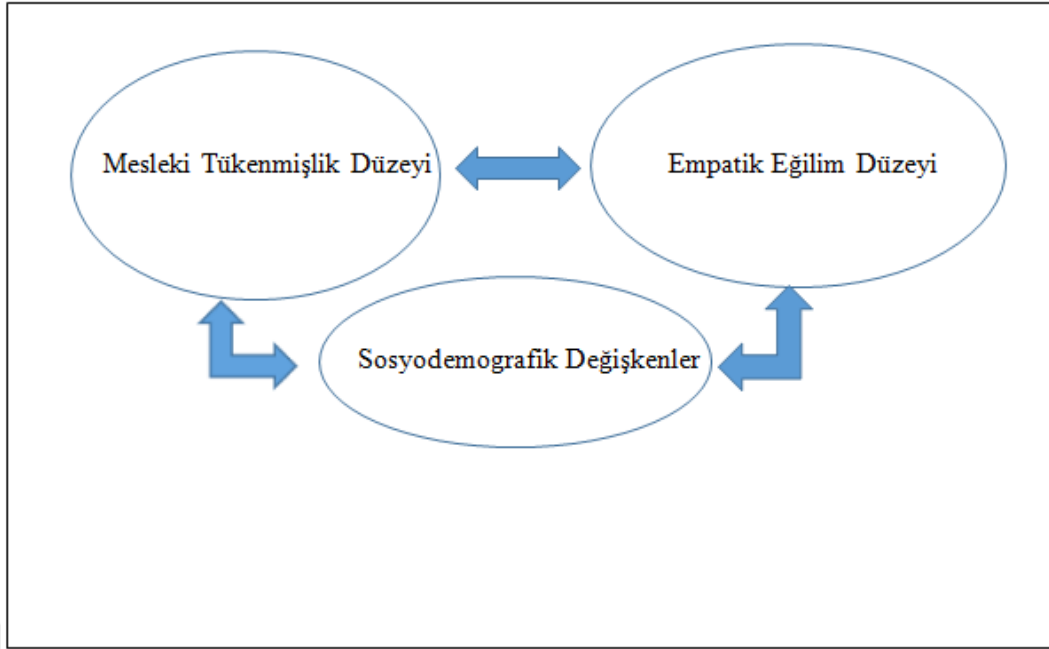 Mesleki Tükenmişlik Düzeyi
Empatik Eğilim Düzeyi
Sosyodemografik Değişkenler